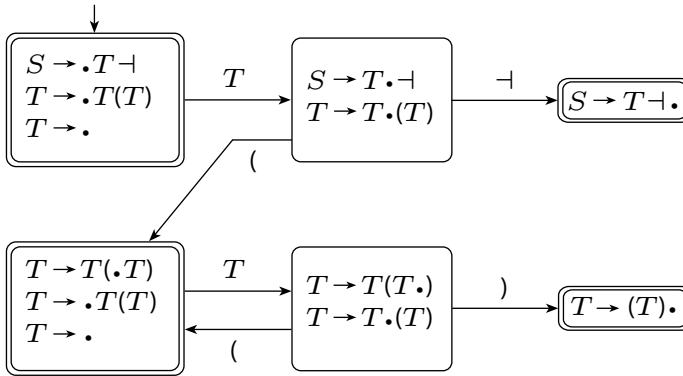 S → •T⊣
T → •T(T)
T → •
T
S → T•⊣
T → T•(T)
⊣
S → T⊣•
(
T → T(•T)
T → •T(T)
T → •
T
(
T → T(T•)
T → T•(T)
)
T → (T)•